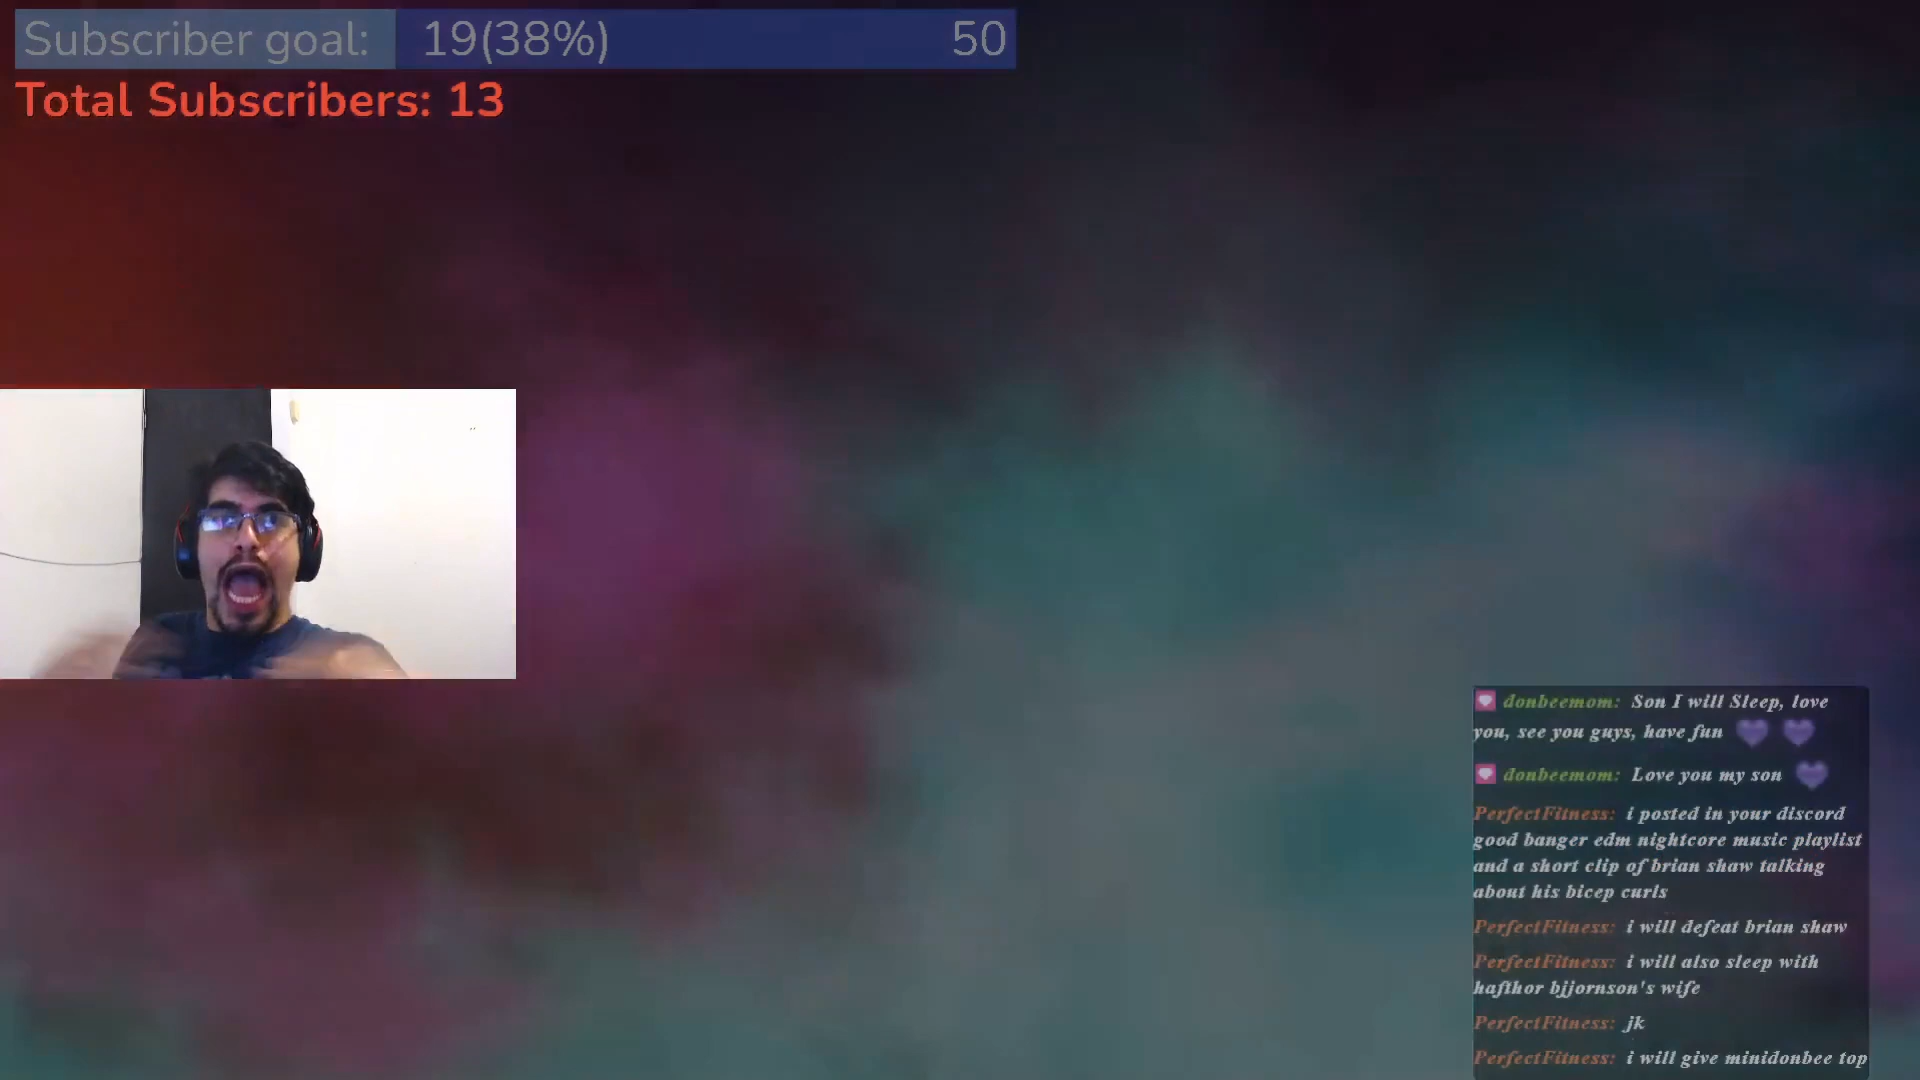 Subscriber goal: 19(38%) 50
Total Subscribers: 13
donbeemom: Son I will Sleep, love
you, see you guys, have fun
donbeemom: Love you my son
PerfectFitness: i posted in your discord
good banger edm nightcore music playlist
and a short clip of brian shaw talking
about his bicep curls
PerfectFitness: i will defeat brian shaw
PerfectFitness: i will also sleep with
hafthor bjjornson's wife
PerfectFitness: jk
PerfectFitness: i will give minidonbee top